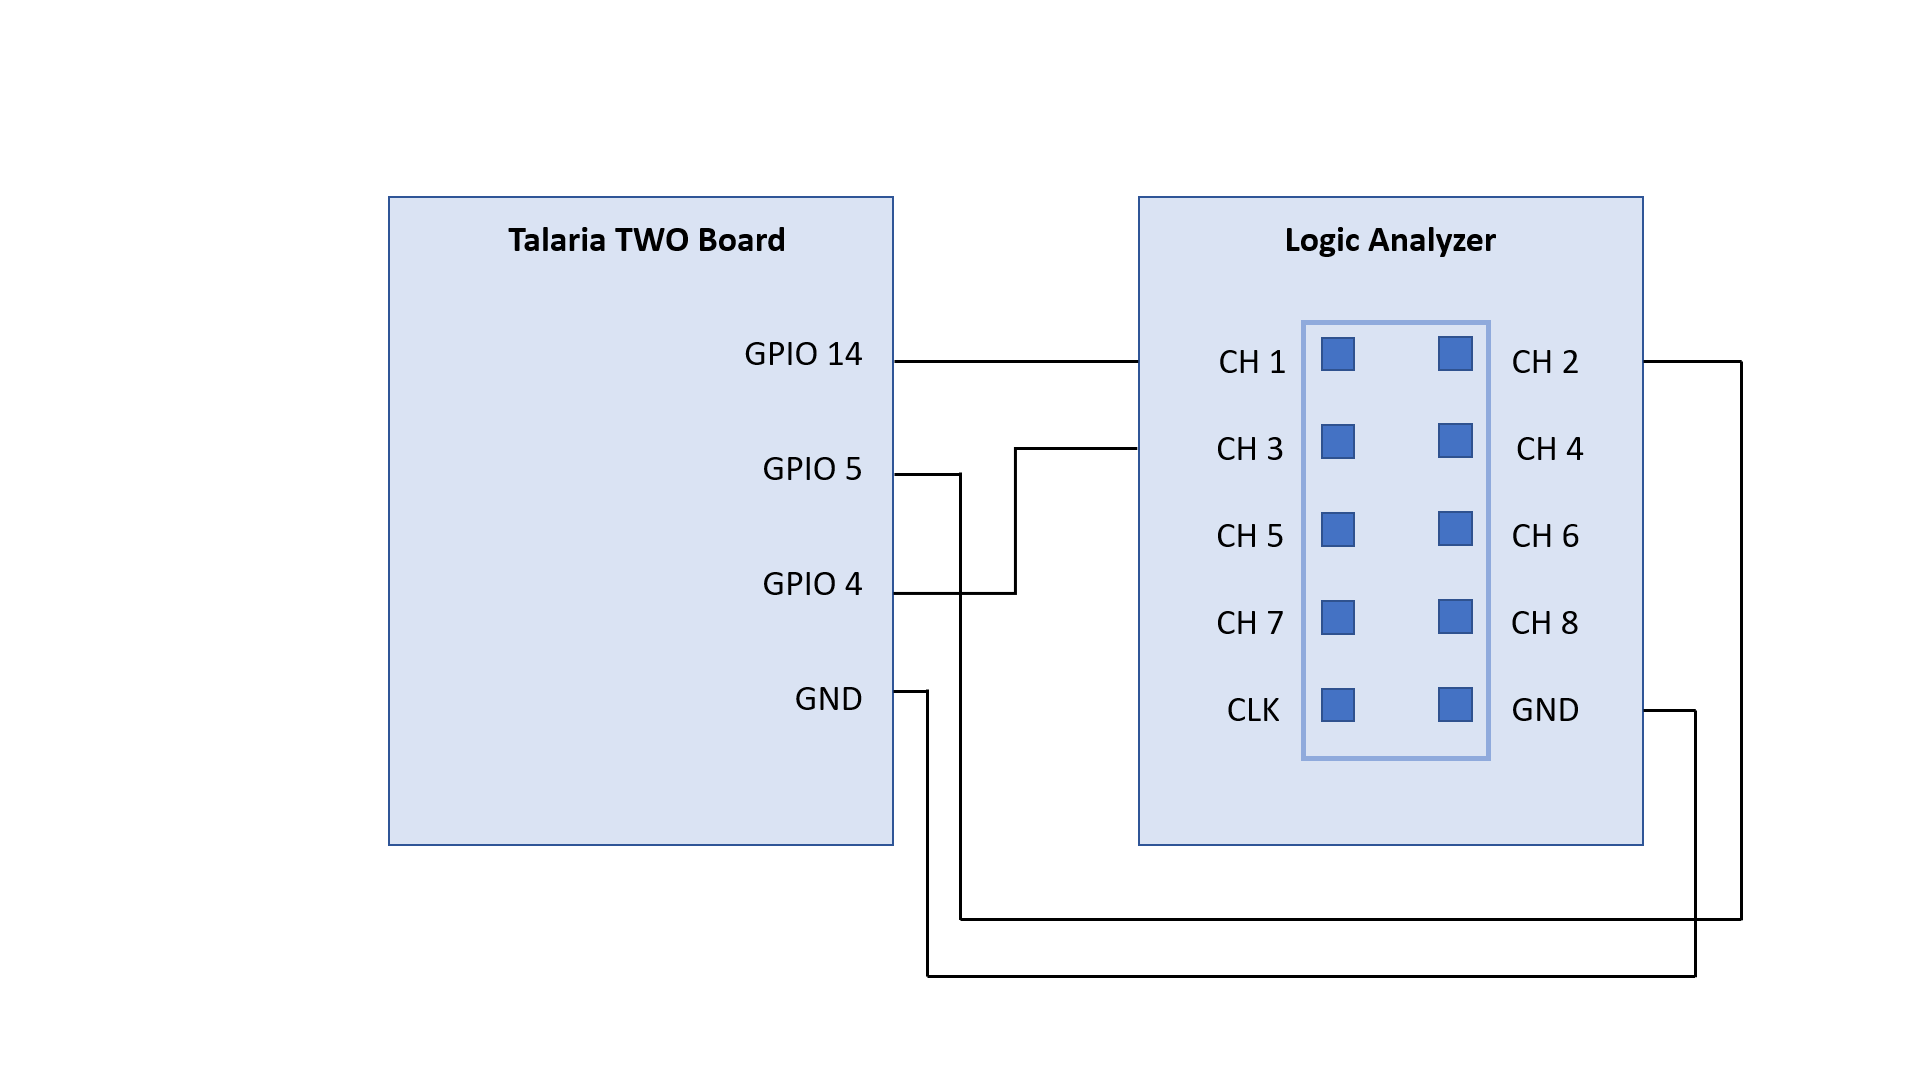 Talaria TWO Board
GPIO 14
GPIO 5
GPIO 4
GND
Logic Analyzer
CH 1
CH 2
CH 3
CH 4
CH 5
CH 6
CH 7
CH 8
CLK
GND